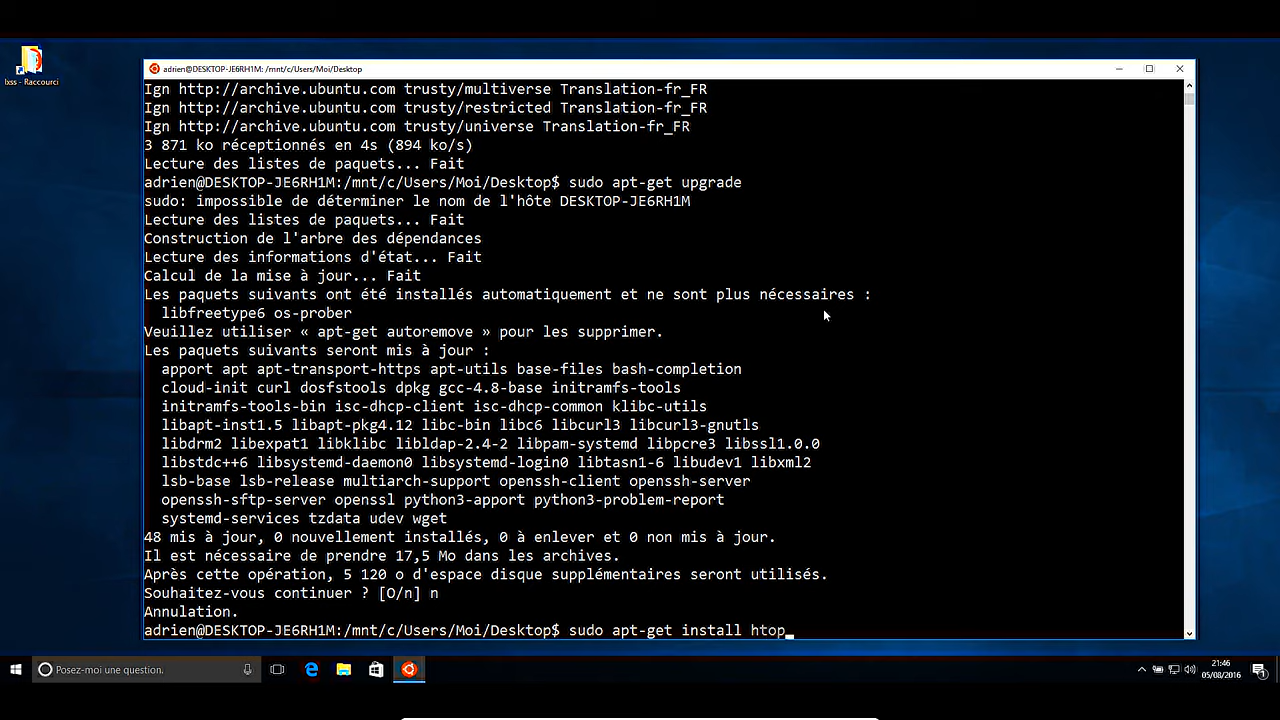 lxss - Raccourci
adrien@DESKTOP-JE6RH1M: /mnt/c/Users/Moi/Desktop
Ign http://archive.ubuntu.com trusty/multiverse Translation-fr_FR
Ign http://archive.ubuntu.com trusty/restricted Translation-fr_FR
Ign http://archive.ubuntu.com trusty/universe Translation-fr_FR
3 871 ko réceptionnés en 4s (894 ko/s)
Lecture des listes de paquets... Fait
adrien@DESKTOP-JE6RH1M:/mnt/c/Users/Moi/Desktop$ sudo apt-get upgrade
sudo: impossible de déterminer le nom de l'hôte DESKTOP-JE6RH1M
Lecture des listes de paquets... Fait
Construction de l'arbre des dépendances
Lecture des informations d'état... Fait
Calcul de la mise à jour... Fait
Les paquets suivants ont été installés automatiquement et ne sont plus nécessaires :
libfreetype6 os-prober
Veuillez utiliser « apt-get autoremove » pour les supprimer.
Les paquets suivants seront mis à jour :
apport apt apt-transport-https apt-utils base-files bash-completion
cloud-init curl dosfstools dpkg gcc-4.8-base initramfs-tools
initramfs-tools-bin isc-dhcp-client isc-dhcp-common klibc-utils
libapt-inst1.5 libapt-pkg4.12 libc-bin libc6 libcurl3 libcurl3-gnutls
libdrm2 libexpat1 libklibc libldap-2.4-2 libpam-systemd libpcre3 libssl1.0.0
libstdc++6 libsystemd-daemon0 libsystemd-login0 libtasn1-6 libudev1 libxml2
lsb-base lsb-release multiarch-support openssh-client openssh-server
openssh-sftp-server openssl python3-apport python3-problem-report
systemd-services tzdata udev wget
48 mis à jour, 0 nouvellement installés, 0 à enlever et 0 non mis à jour.
Il est nécessaire de prendre 17,5 Mo dans les archives.
Après cette opération, 5 120 o d'espace disque supplémentaires seront utilisés.
Souhaitez-vous continuer ? [O/n] n
Annulation.
adrien@DESKTOP-JE6RH1M:/mnt/c/Users/Moi/Desktop$ sudo apt-get install htop
Posez-moi une question.
21:46
05/08/2016